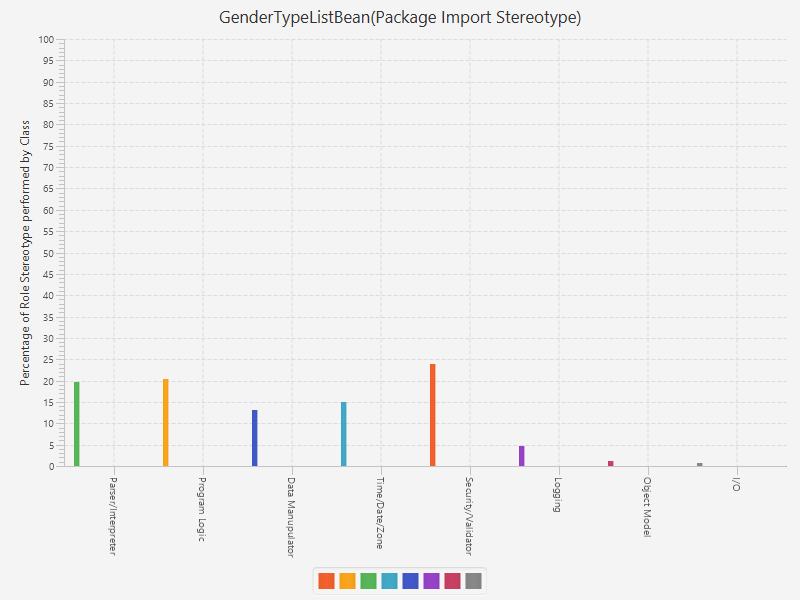 GenderTypeListBean(Package Import Stereotype)
Percentage of Role Stereotype performed by Class
100
95
90
85
80
75
70
65
60
55
50
45
40
35
30
25
20
15
10
5
0
Parser/Interpreter
Program Logic
Data Manupulator
Time/Date/Zone
Security/Validator
Logging
Object Model
I/O